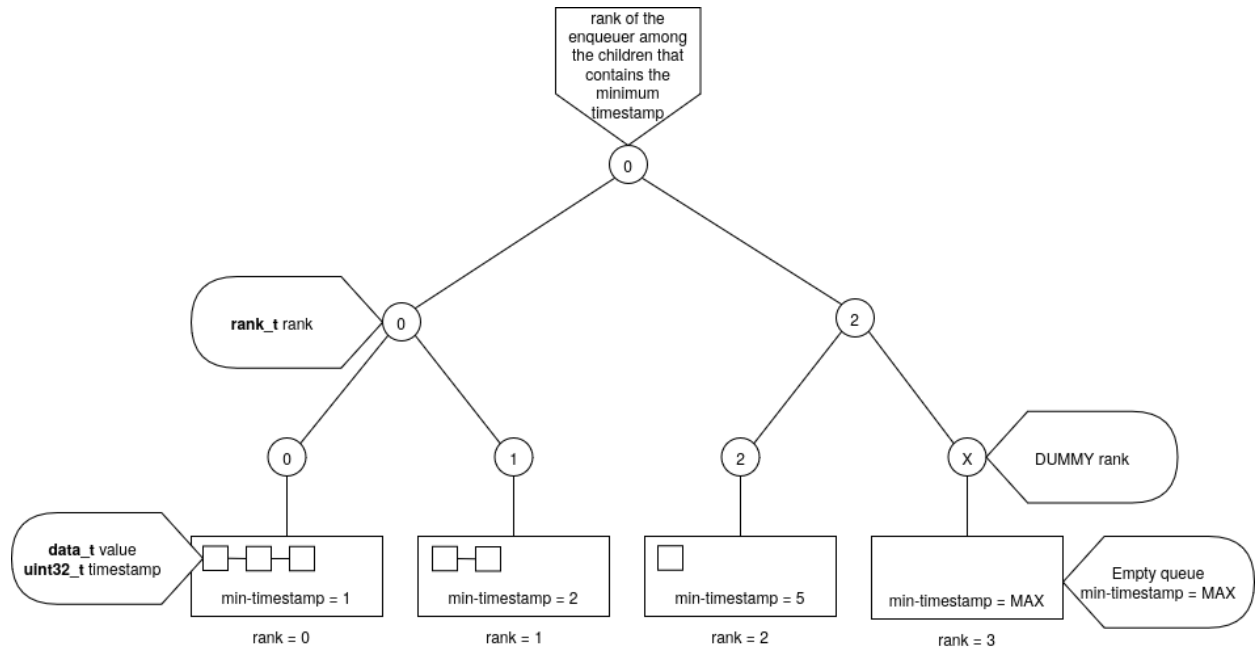 rank of the
enqueuer among
the children that
contains the
minimum
timestamp
0
rank_t rank
0
2
0
1
2
X
DUMMY rank
data_t value
uint32_t timestamp
min-timestamp = 1
min-timestamp = 2
min-timestamp = 5
min-timestamp = MAX
Empty queue
min-timestamp = MAX
rank = 0
rank = 1
rank = 2
rank = 3